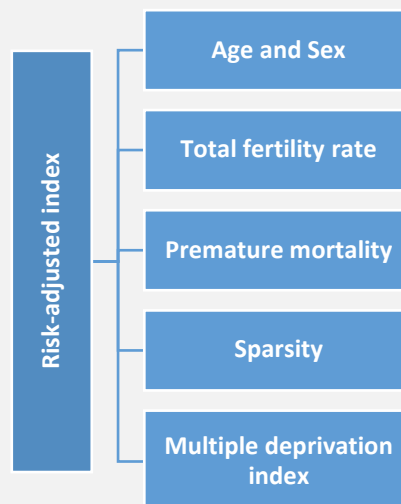 Risk-adjusted index
Age and Sex
Total fertility rate
Premature mortality
Sparsity
Multiple deprivation
index